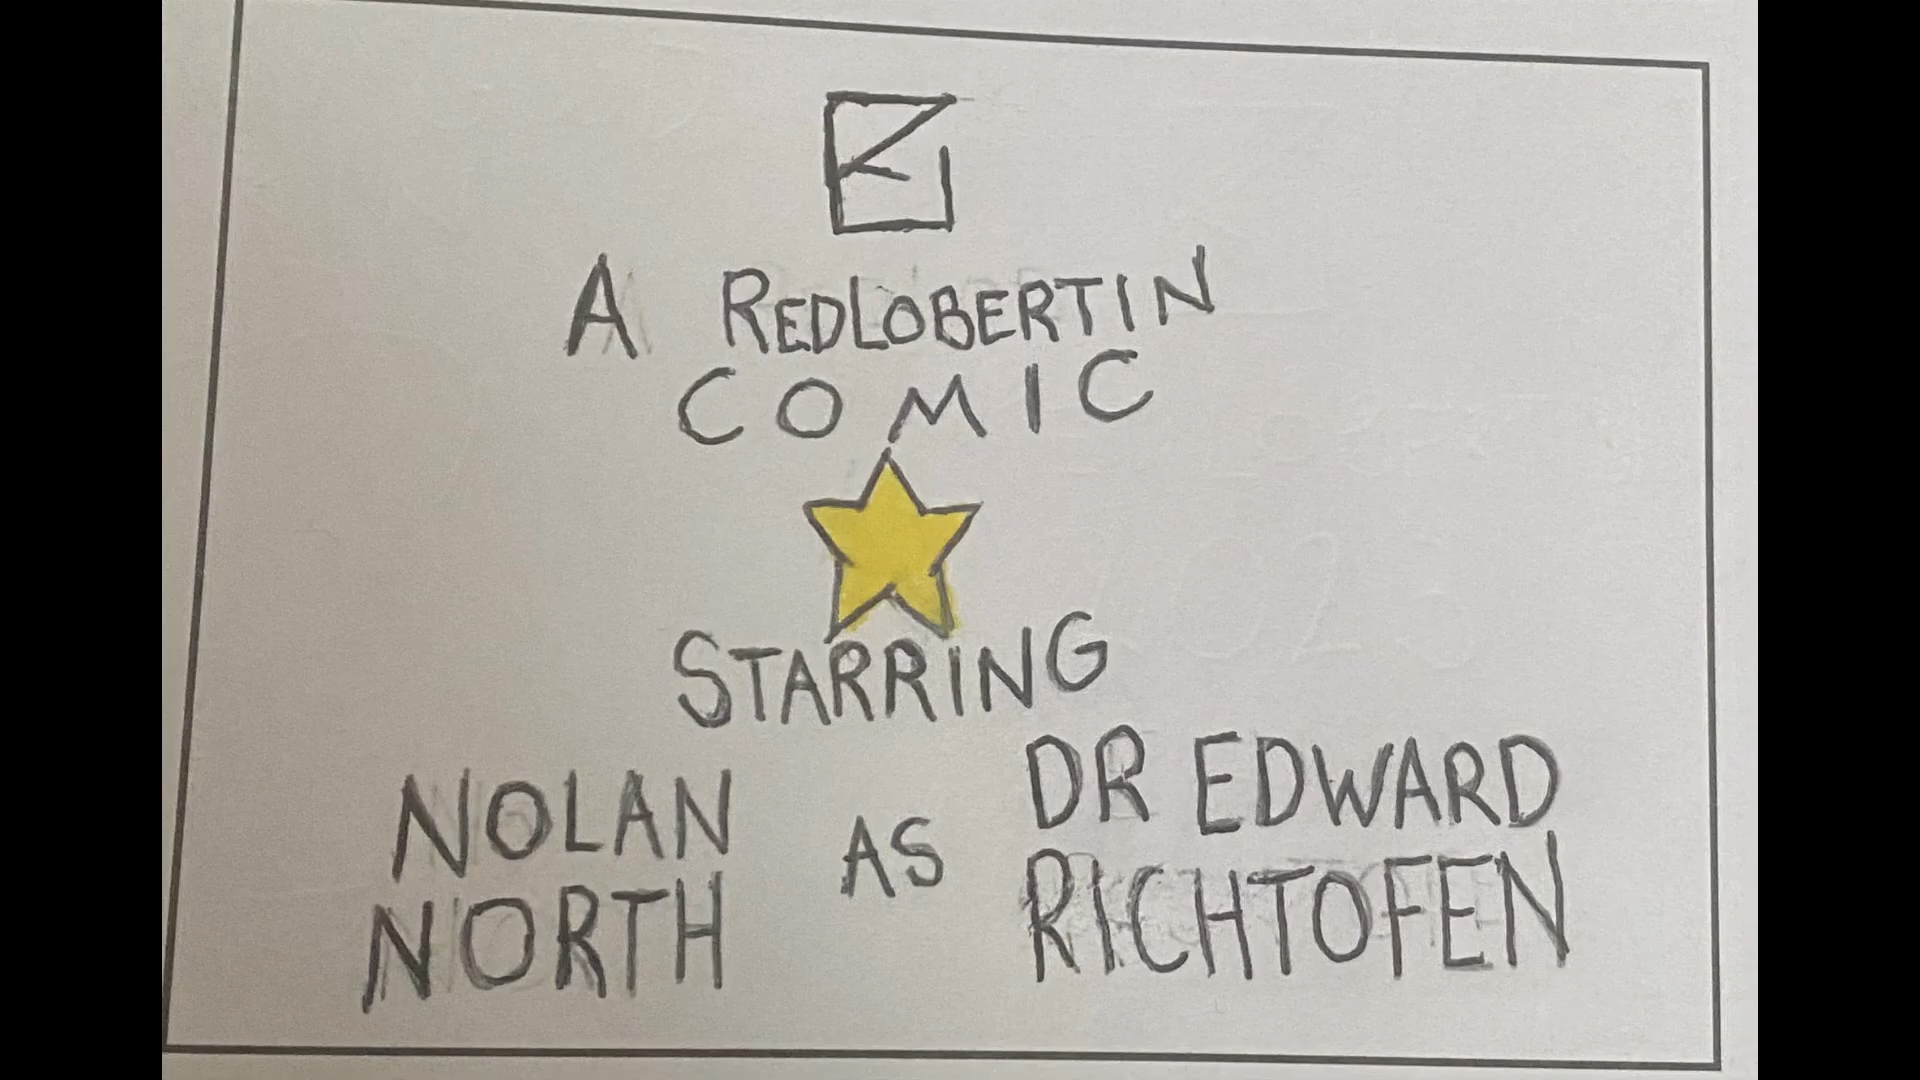 A REDLOBERTIN
COMIC
STARRING
NOLAN
NORTH
AS
DR EDWARD
RICHTOFEN